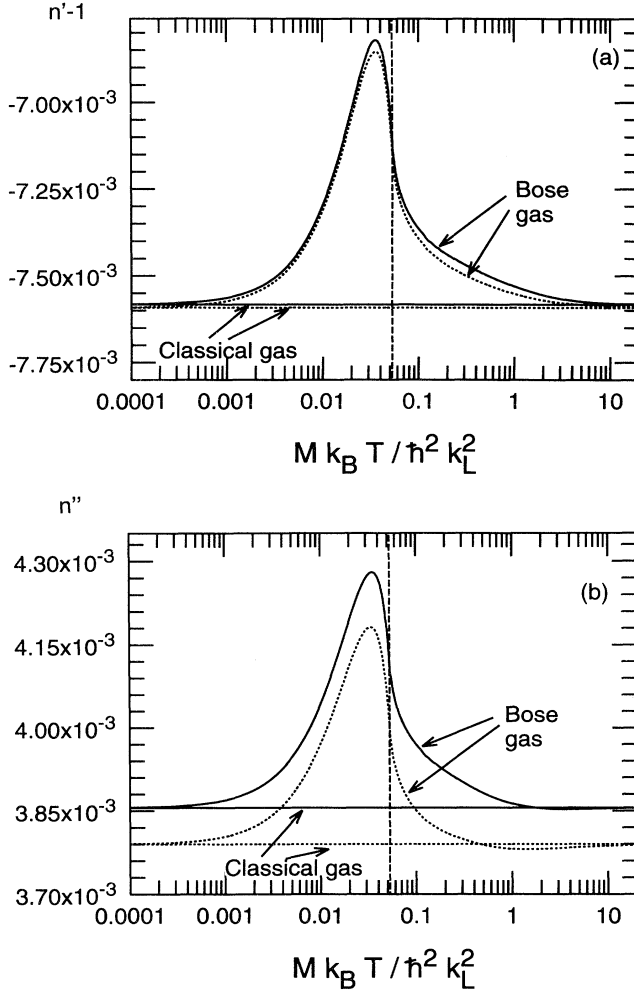 n'-1
(a)
-7.00x10-3
-7.25x10-3
-7.50x10-3
-7.75x10-3
Bose
gas
Classical gas
0.0001 0.001 0.01 0.1 1 10
M kB T / ħ2 kL2
n''
(b)
4.30x10-3
4.15x10-3
4.00x10-3
3.85x10-3
3.70x10-3
Bose
gas
Classical gas
0.0001 0.001 0.01 0.1 1 10
M kB T / ħ2 kL2